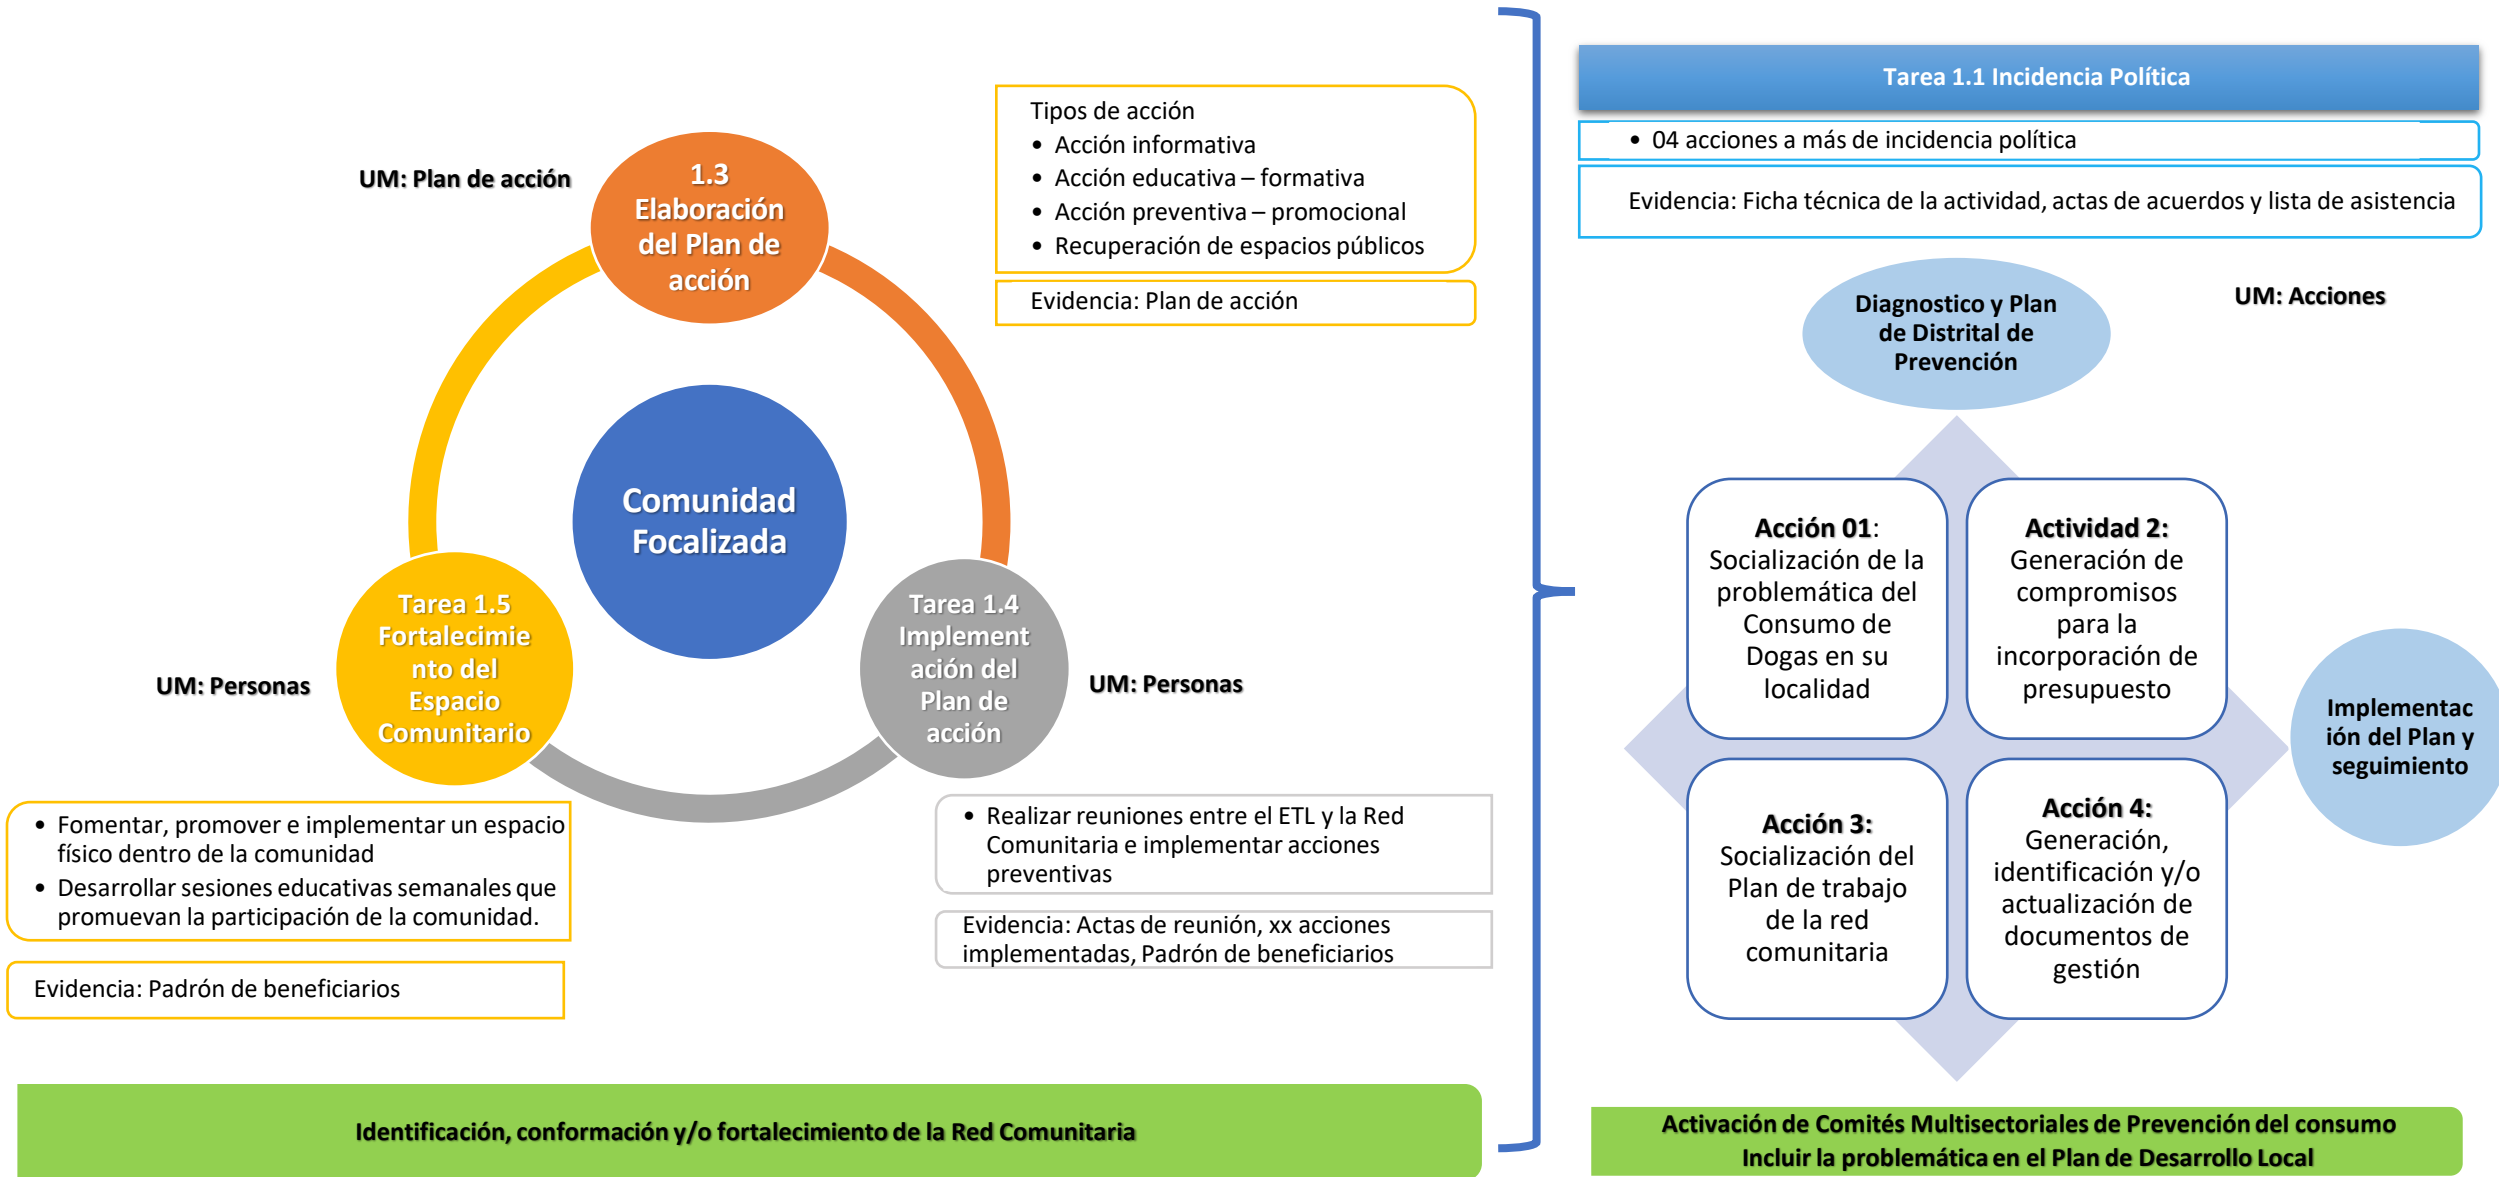 UM: Plan de acción
1.3
Elaboración
del Plan de
acción
Tipos de acción
• Acción informativa
• Acción educativa – formativa
• Acción preventiva – promocional
• Recuperación de espacios públicos
Evidencia: Plan de acción
Comunidad
Focalizada
Tarea 1.5
Fortalecimie
nto del
Espacio
Comunitario
UM: Personas
Tarea 1.4
Implement
ación del
Plan de
acción
UM: Personas
• Fomentar, promover e implementar un espacio
físico dentro de la comunidad
• Desarrollar sesiones educativas semanales que
promuevan la participación de la comunidad.
Evidencia: Padrón de beneficiarios
• Realizar reuniones entre el ETL y la Red
Comunitaria e implementar acciones
preventivas
Evidencia: Actas de reunión, xx acciones
implementadas, Padrón de beneficiarios
Identificación, conformación y/o fortalecimiento de la Red Comunitaria
Tarea 1.1 Incidencia Política
• 04 acciones a más de incidencia política
Evidencia: Ficha técnica de la actividad, actas de acuerdos y lista de asistencia
Diagnostico y Plan
de Distrital de
Prevención
UM: Acciones
Acción 01:
Socialización de la
problemática del
Consumo de
Dogas en su
localidad
Actividad 2:
Generación de
compromisos
para la
incorporación de
presupuesto
Implementac
ión del Plan y
seguimiento
Acción 3:
Socialización del
Plan de trabajo
de la red
comunitaria
Acción 4:
Generación,
identificación y/o
actualización de
documentos de
gestión
Activación de Comités Multisectoriales de Prevención del consumo
Incluir la problemática en el Plan de Desarrollo Local